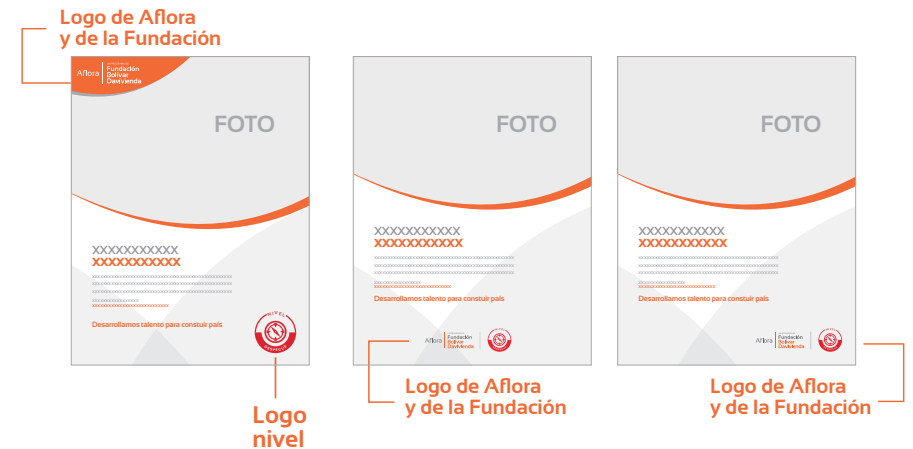 Logo de Aflora
y de la Fundación
Aflora
Fundación
Bolívar
Davivienda
FOTO
XXXXXXXXXXX
XXXXXXXXXXX
Desarrollamos talento para constuir país
NIVEL
Logo
nivel
FOTO
XXXXXXXXXXX
XXXXXXXXXXX
Desarrollamos talento para constuir país
Aflora
Fundación
Bolívar
Davivienda
Logo de Aflora
y de la Fundación
FOTO
XXXXXXXXXXX
XXXXXXXXXXX
Desarrollamos talento para constuir país
Aflora
Fundación
Bolívar
Davivienda
Logo de Aflora
y de la Fundación